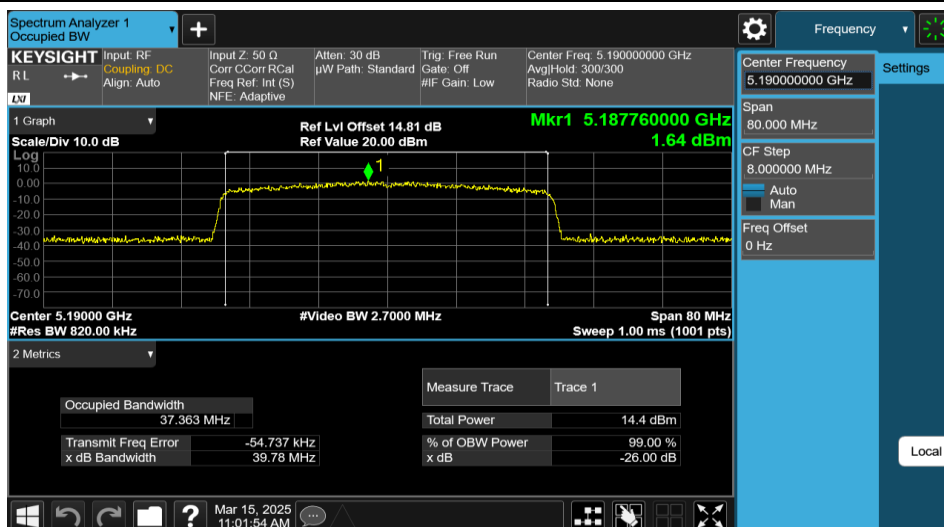 Spectrum Analyzer 1
Occupied BW
+
Frequency
KEYSIGHT
R L
LXI
Input: RF
Coupling: DC
Align: Auto
Input Z: 50 Ω
Corr CCorr RCal
Freq Ref: Int (S)
NFE: Adaptive
Atten: 30 dB
µW Path: Standard
Trig: Free Run
Gate: Off
#IF Gain: Low
Center Freq: 5.190000000 GHz
Avg|Hold: 300/300
Radio Std: None
Center Frequency
5.190000000 GHz
Settings
Span
80.000 MHz
CF Step
8.000000 MHz
Auto
Man
Freq Offset
0 Hz
Local
1 Graph
Scale/Div 10.0 dB
Ref Lvl Offset 14.81 dB
Ref Value 20.00 dBm
Mkr1 5.187760000 GHz
1.64 dBm
Log
10.0
0.00
-10.0
-20.0
-30.0
-40.0
-50.0
-60.0
-70.0
1
Center 5.19000 GHz
#Res BW 820.00 kHz
#Video BW 2.7000 MHz
Span 80 MHz
Sweep 1.00 ms (1001 pts)
2 Metrics
Measure Trace Trace 1
Occupied Bandwidth
37.363 MHz
Total Power 14.4 dBm
Transmit Freq Error -54.737 kHz
% of OBW Power 99.00 %
x dB Bandwidth 39.78 MHz
x dB -26.00 dB
?
Mar 15, 2025
11:01:54 AM